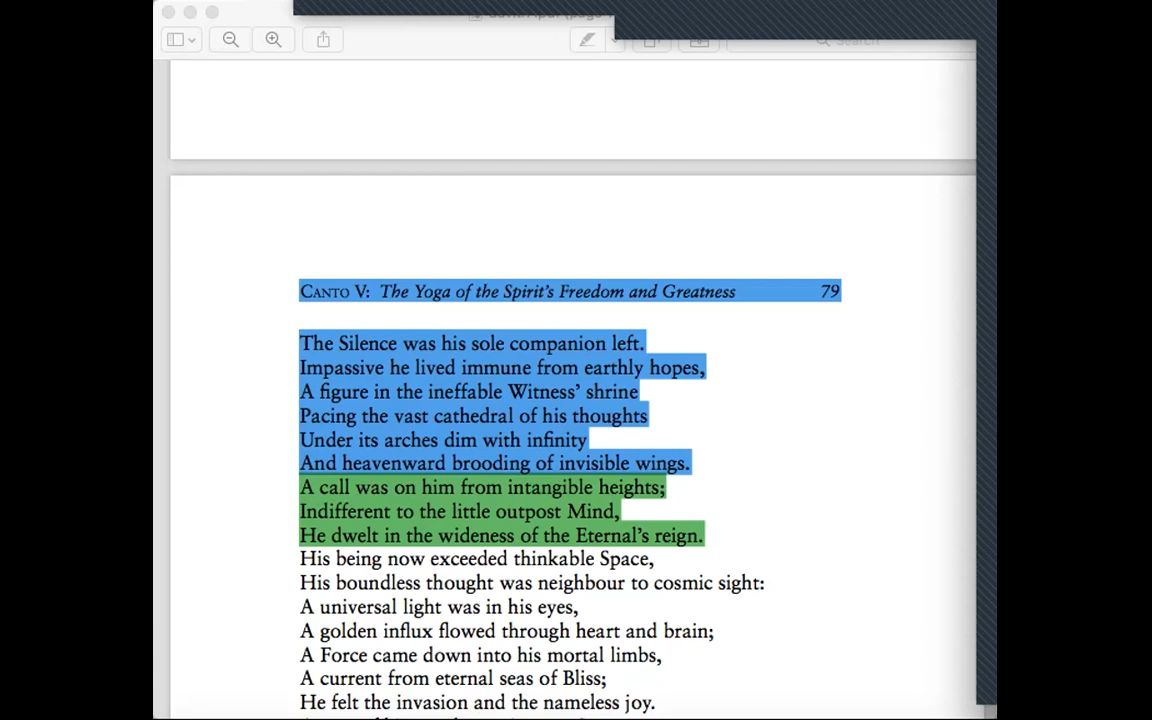 Search
CANTO V: The Yoga of the Spirit's Freedom and Greatness 79
The Silence was his sole companion left.
Impassive he lived immune from earthly hopes,
A figure in the ineffable Witness' shrine
Pacing the vast cathedral of his thoughts
Under its arches dim with infinity
And heavenward brooding of invisible wings.
A call was on him from intangible heights;
Indifferent to the little outpost Mind,
He dwelt in the wideness of the Eternal's reign.
His being now exceeded thinkable Space,
His boundless thought was neighbour to cosmic sight:
A universal light was in his eyes,
A golden influx flowed through heart and brain;
A Force came down into his mortal limbs,
A current from eternal seas of Bliss;
He felt the invasion and the nameless joy.